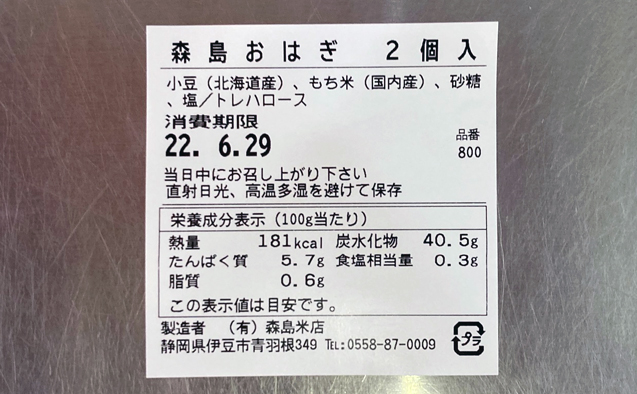 森島おはぎ 2個入
小豆（北海道産）、もち米（国内産）、砂糖
、塩／トレハロース
消費期限
22. 6.29
品番
800
当日中にお召し上がり下さい
直射日光、高温多湿を避けて保存
栄養成分表示（100g当たり）
熱量 181kcal 炭水化物 40.5g
たんぱく質 5.7g 食塩相当量 0.3g
脂質 0.6g
この表示値は目安です。
製造者 （有）森島米店
静岡県伊豆市青羽根349 TEL:0558-87-0009
プラ